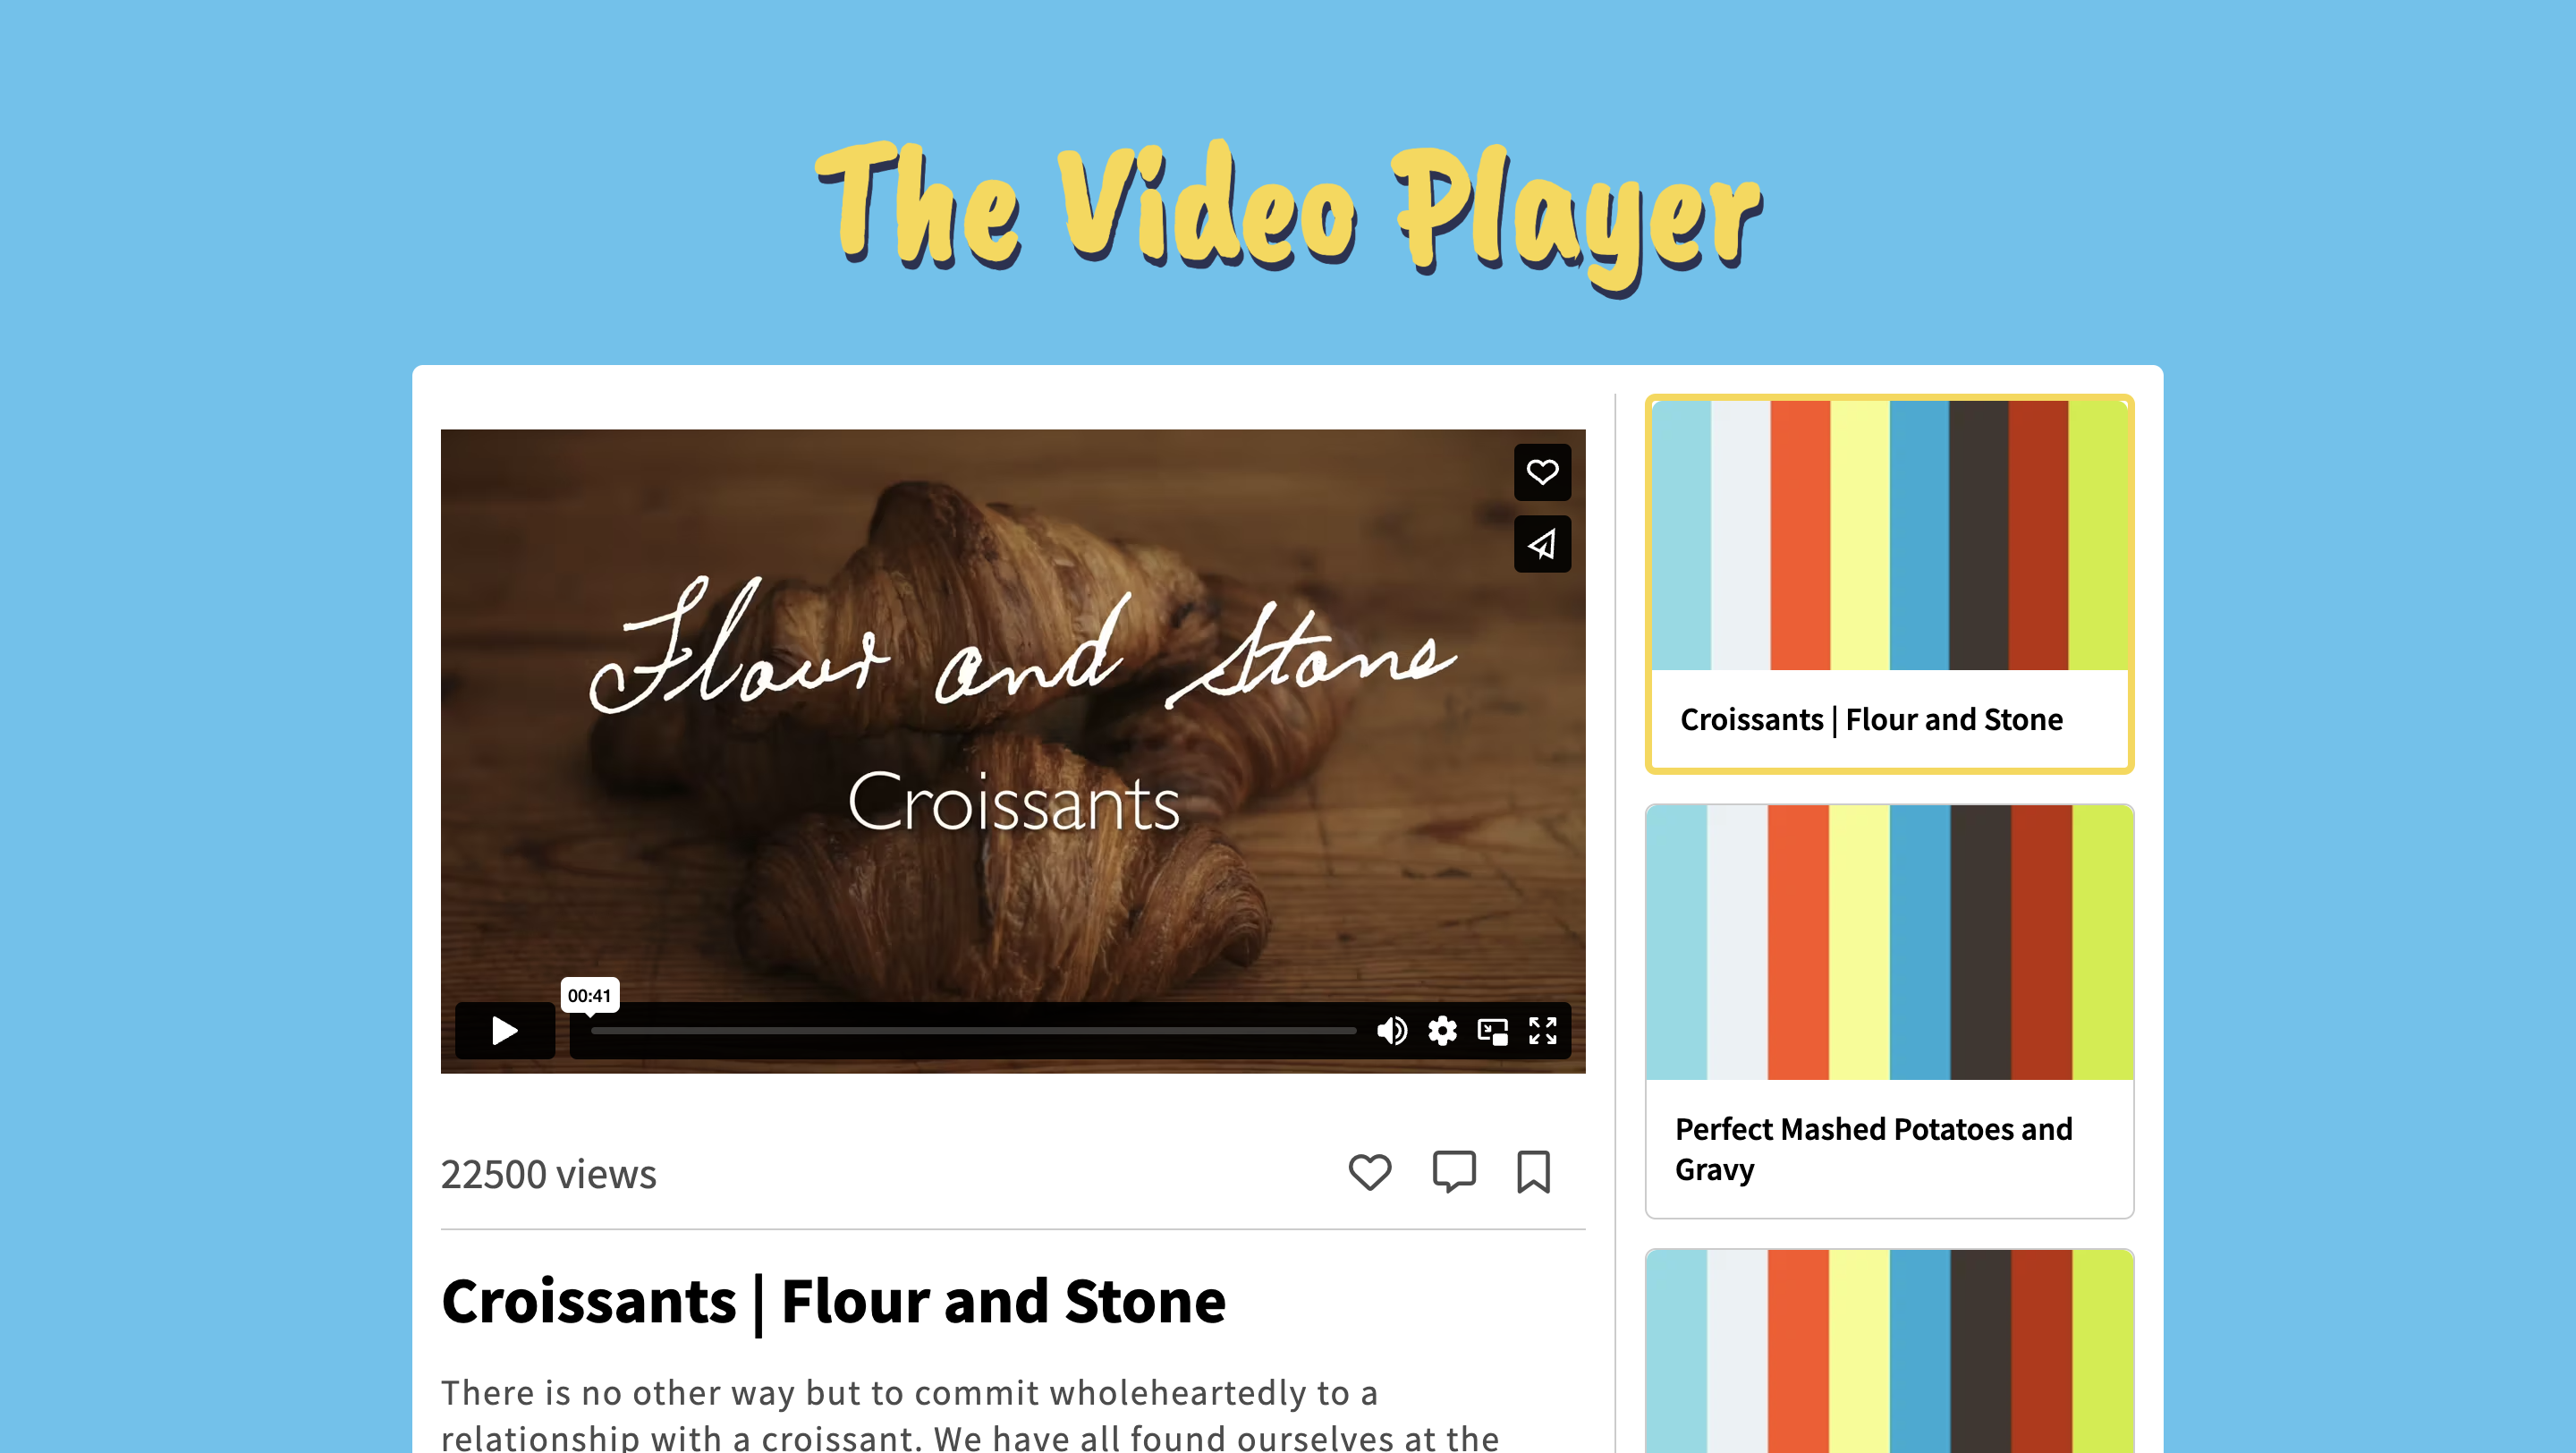 The Video Player
Flour and Stone
Croissants
00:41
22500 views
Croissants | Flour and Stone
There is no other way but to commit wholeheartedly to a
relationship with a croissant. We have all found ourselves at the
Croissants | Flour and Stone
Perfect Mashed Potatoes and
Gravy